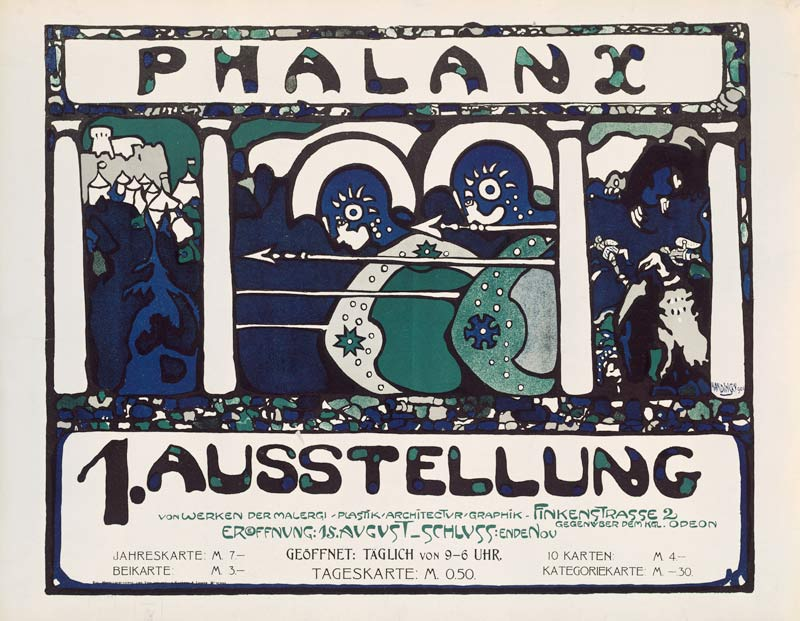 PHALANX
1. AUSSTELLUNG
VON WERKEN DER MALEREI - PLASTIK / ARCHITECTUR / GRAPHIK - FINKENSTRASSE 2
GEGENYBER DEM KGL. ODEON
ERÖFFNUNG: 15. AUGUST _ SCHLUSS: ENDE NOV
JAHRESKARTE: M. 7— GEÖFFNET: TÄGLICH VON 9–6 UHR. 10 KARTEN: M. 4—
BEIKARTE: M. 3— TAGESKARTE: M. 0.50. KATEGORIEKARTE: M. —.30.